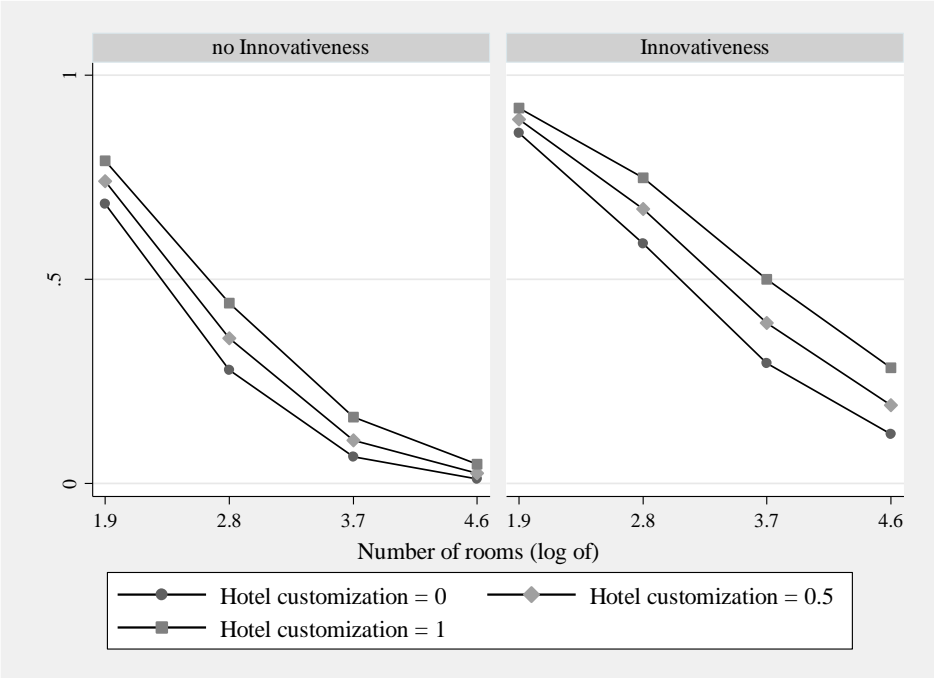 no Innovativeness
Innovativeness
1
.5
0
1.9 2.8 3.7 4.6 1.9 2.8 3.7 4.6
Number of rooms (log of)
Hotel customization = 0 Hotel customization = 0.5
Hotel customization = 1